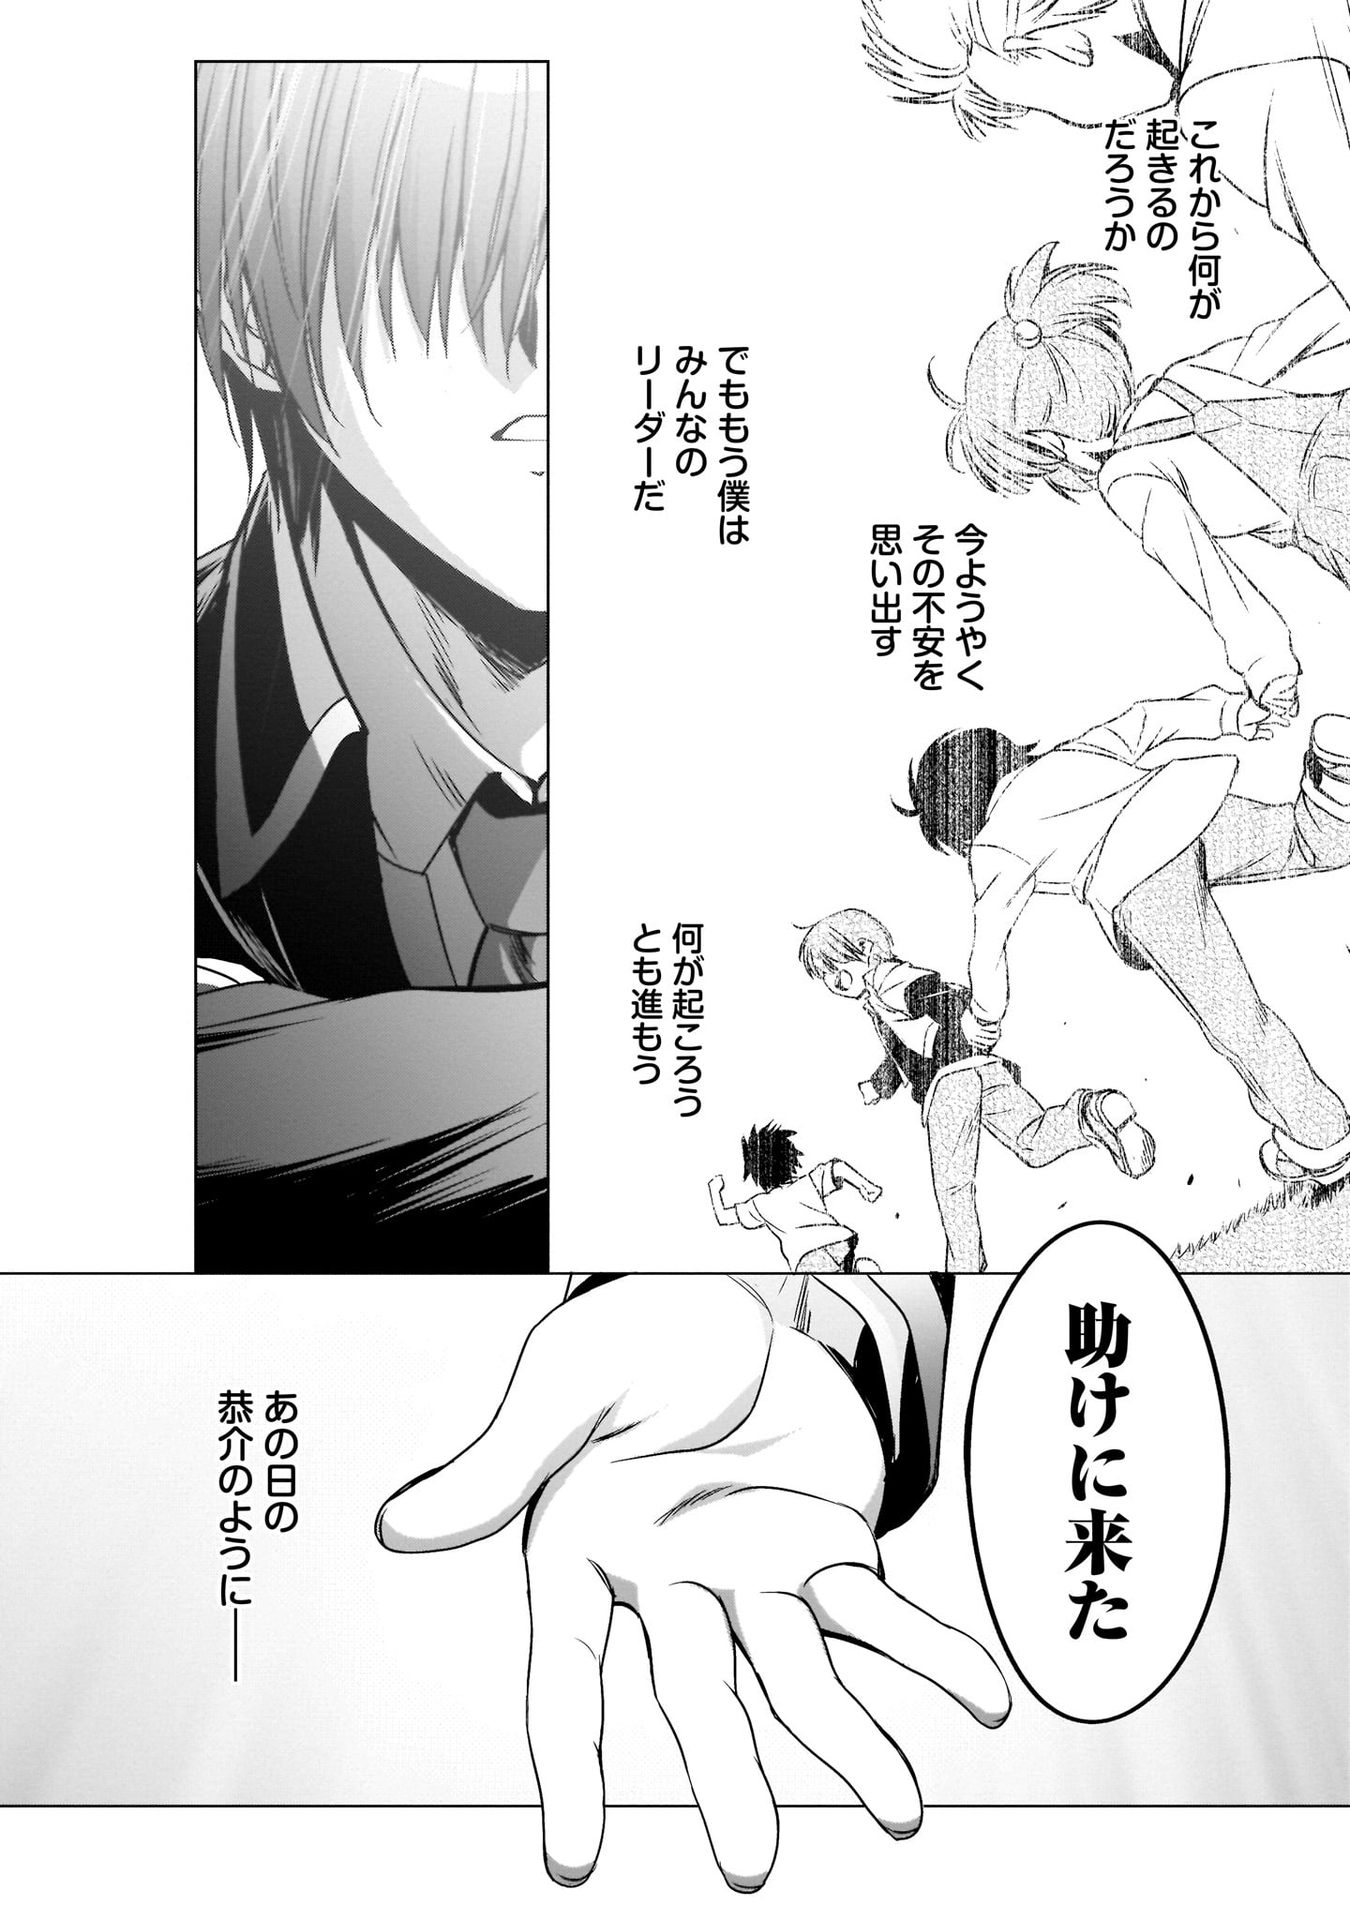 これから何が
起きるの
だろうか
今ようやく
その不安を
思い出す
でももう僕は
みんなの
リーダーだ
何が起ころう
とも進もう
助けに来た
あの日の
恭介のように――